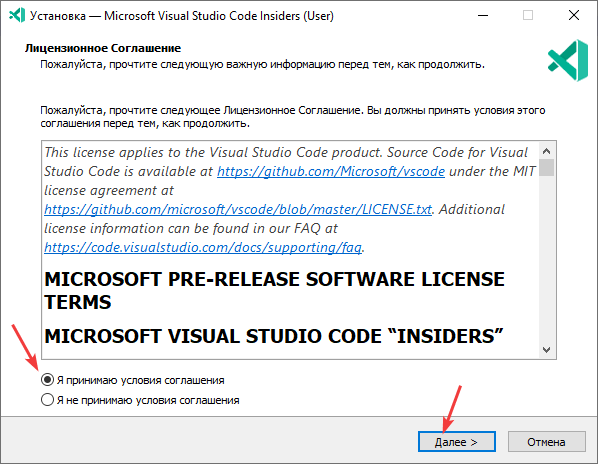 Установка — Microsoft Visual Studio Code Insiders (User)
Лицензионное Соглашение
Пожалуйста, прочтите следующую важную информацию перед тем, как продолжить.
Пожалуйста, прочтите следующее Лицензионное Соглашение. Вы должны принять условия этого
соглашения перед тем, как продолжить.
This license applies to the Visual Studio Code product. Source Code for Visual
Studio Code is available at https://github.com/Microsoft/vscode under the MIT
license agreement at
https://github.com/microsoft/vscode/blob/master/LICENSE.txt. Additional
license information can be found in our FAQ at
https://code.visualstudio.com/docs/supporting/faq.
MICROSOFT PRE-RELEASE SOFTWARE LICENSE
TERMS
MICROSOFT VISUAL STUDIO CODE “INSIDERS”
Я принимаю условия соглашения
Я не принимаю условия соглашения
Далее >
Отмена